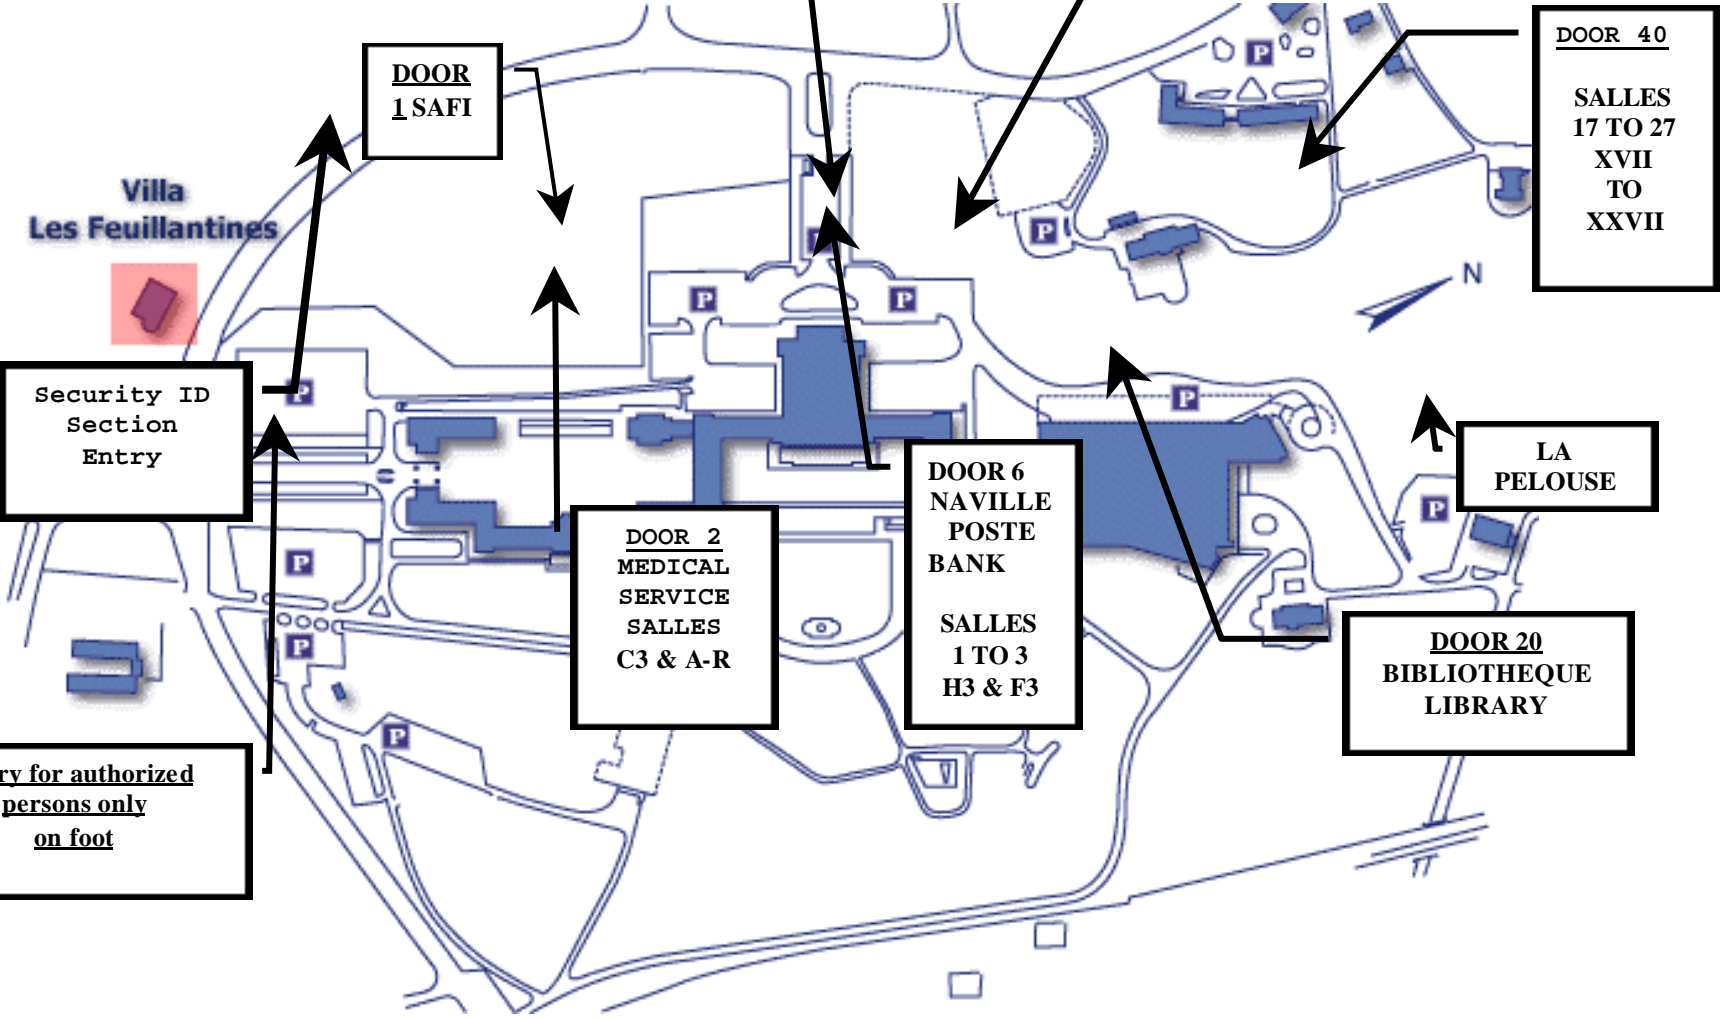 DOOR
1 SAFI
DOOR 40
SALLES
17 TO 27
XVII
TO
XXVII
Villa
Les Feuillantines
N
P
P
P
P
P
Security ID
Section
Entry
P
P
LA
PELOUSE
P
DOOR 6
NAVILLE
POSTE
BANK
SALLES
1 TO 3
H3 & F3
DOOR 2
MEDICAL
SERVICE
SALLES
C3 & A-R
P
P
DOOR 20
BIBLIOTHEQUE
LIBRARY
P
ry for authorized
persons only
on foot